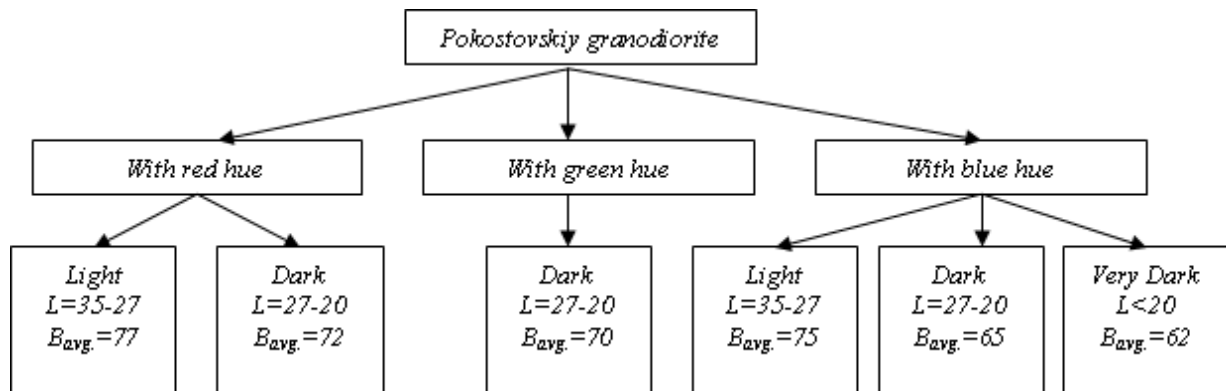 Pokostovskiy granodiorite
With red hue
With green hue
With blue hue
Light
L=35-27
Bavg.=77
Dark
L=27-20
Bavg.=72
Dark
L=27-20
Bavg.=70
Light
L=35-27
Bavg.=75
Dark
L=27-20
Bavg.=65
Very Dark
L<20
Bavg.=62